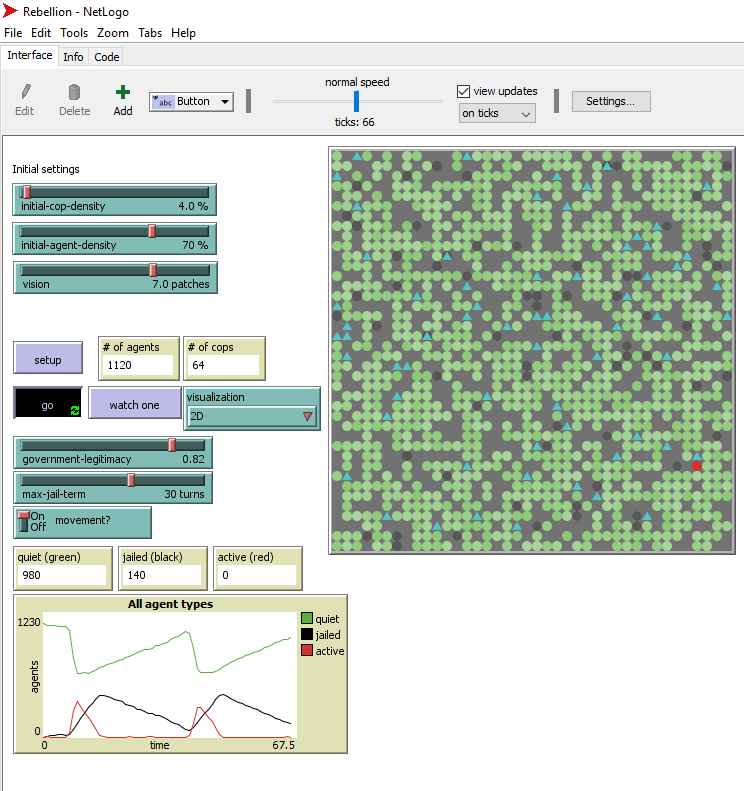 Rebellion - NetLogo
File Edit Tools Zoom Tabs Help
Interface Info Code
normal speed
view updates
abc Button
Settings...
Edit Delete Add
on ticks
ticks: 66
Initial settings
initial-cop-density 4.0 %
initial-agent-density 70 %
vision 7.0 patches
# of agents # of cops
setup
1120 64
visualization
go watch one
2D
government-legitimacy 0.82
max-jail-term 30 turns
On
Off
movement?
quiet (green) jailed (black) active (red)
980 140 0
All agent types
1230
quiet
jailed
active
agents
0
0 time 67.5